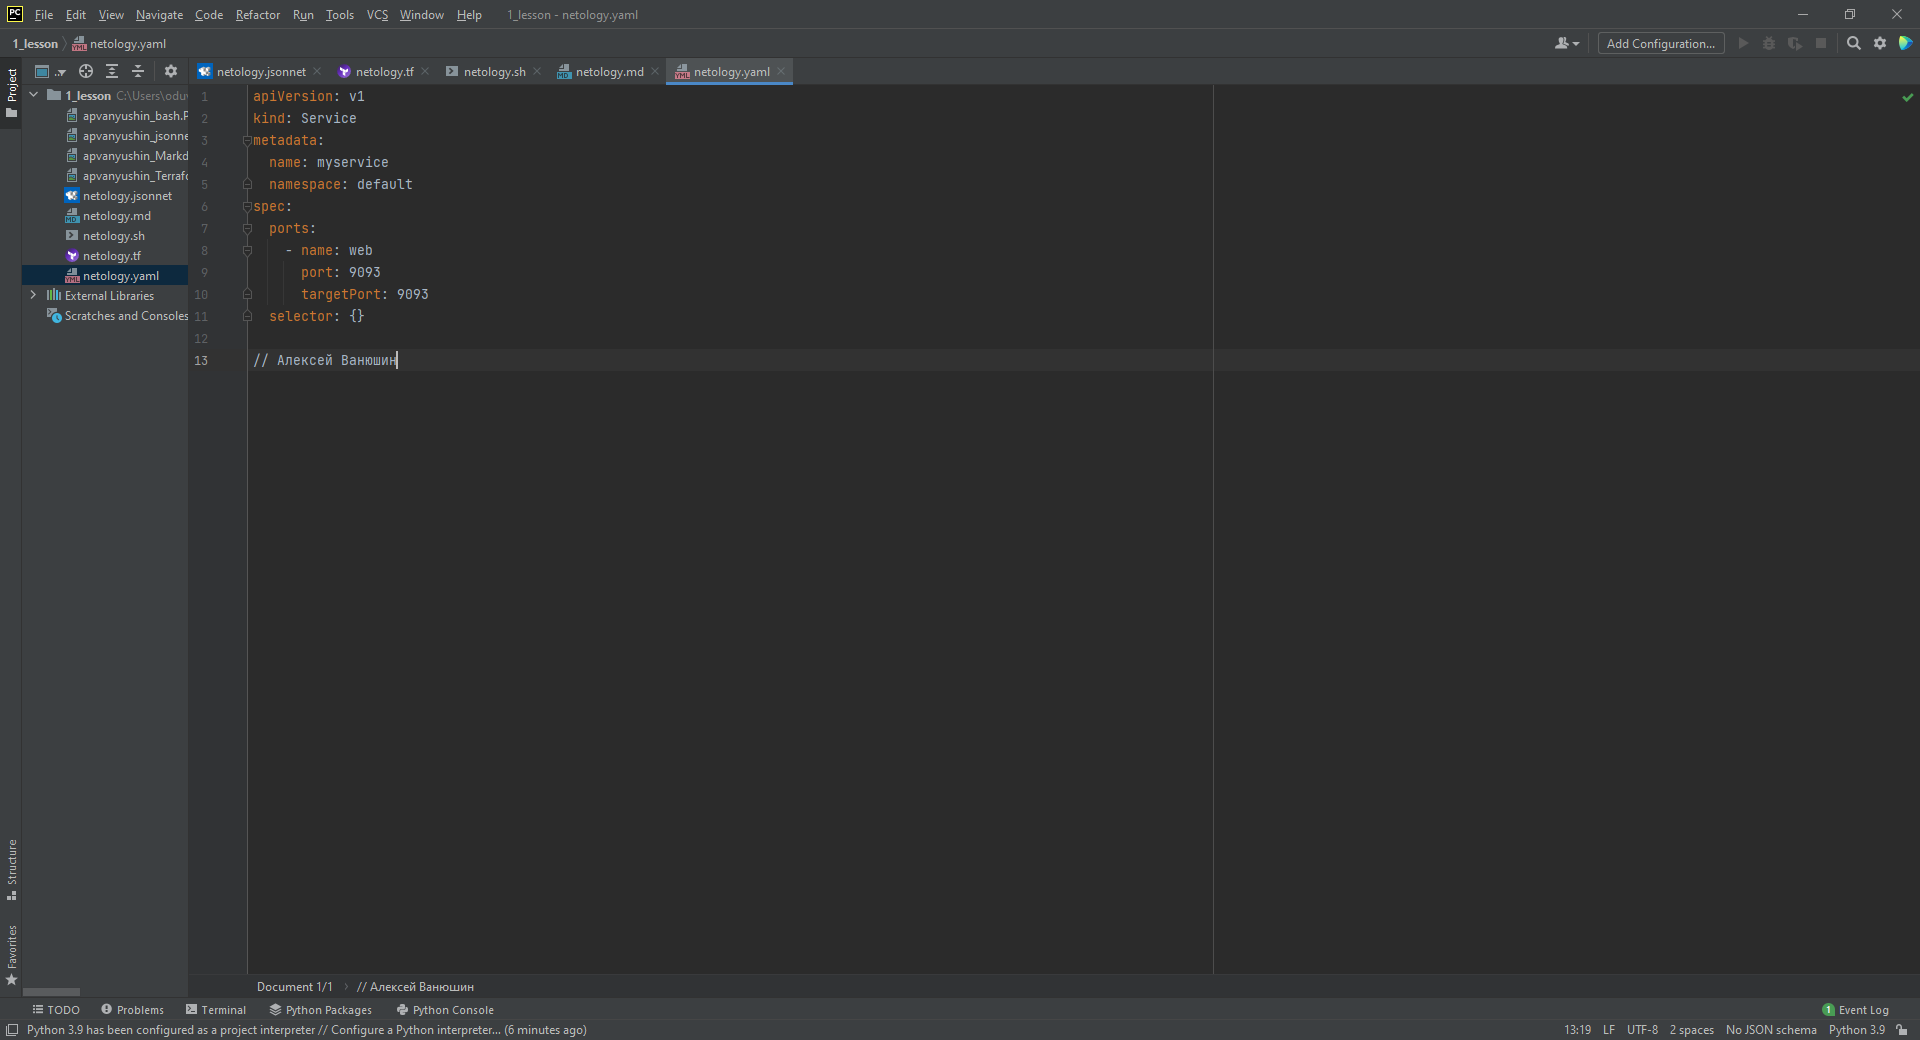 File Edit View Navigate Code Refactor Run Tools VCS Window Help 1_lesson - netology.yaml
1_lesson netology.yaml Add Configuration...
Project
netology.jsonnet netology.tf netology.sh netology.md netology.yaml
1_lesson C:\Users\oduv
apvanyushin_bash.P
apvanyushin_jsonne
apvanyushin_Markd
apvanyushin_Terrafo
netology.jsonnet
netology.md
netology.sh
netology.tf
netology.yaml
External Libraries
Scratches and Consoles
1 apiVersion: v1
2 kind: Service
3 metadata:
4 name: myservice
5 namespace: default
6 spec:
7 ports:
8 - name: web
9 port: 9093
10 targetPort: 9093
11 selector: {}
12
13 // Алексей Ванюшин
Structure
Favorites
Document 1/1 › // Алексей Ванюшин
TODO Problems Terminal Python Packages Python Console 1 Event Log
Python 3.9 has been configured as a project interpreter // Configure a Python interpreter... (6 minutes ago) 13:19 LF UTF-8 2 spaces No JSON schema Python 3.9